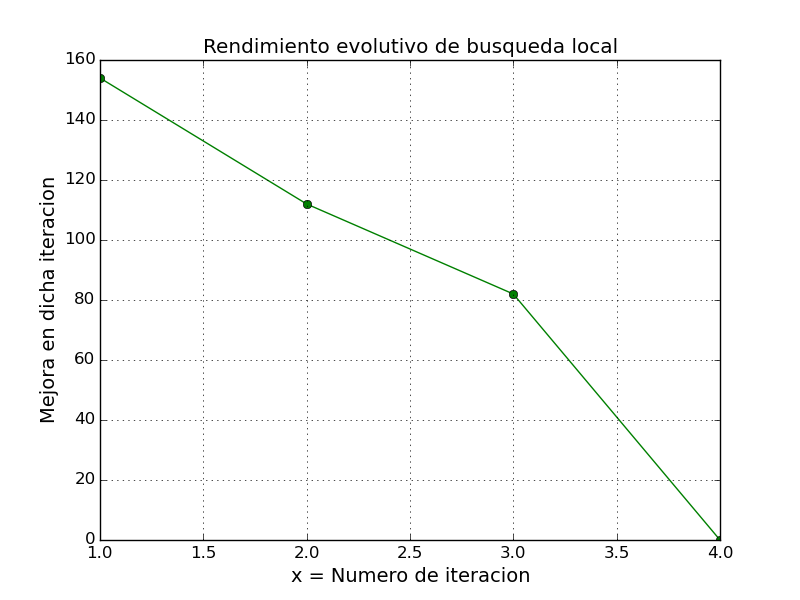 Rendimiento evolutivo de busqueda local
160
140
120
100
80
60
40
20
0
Mejora en dicha iteracion
1.0 1.5 2.0 2.5 3.0 3.5 4.0
x = Numero de iteracion